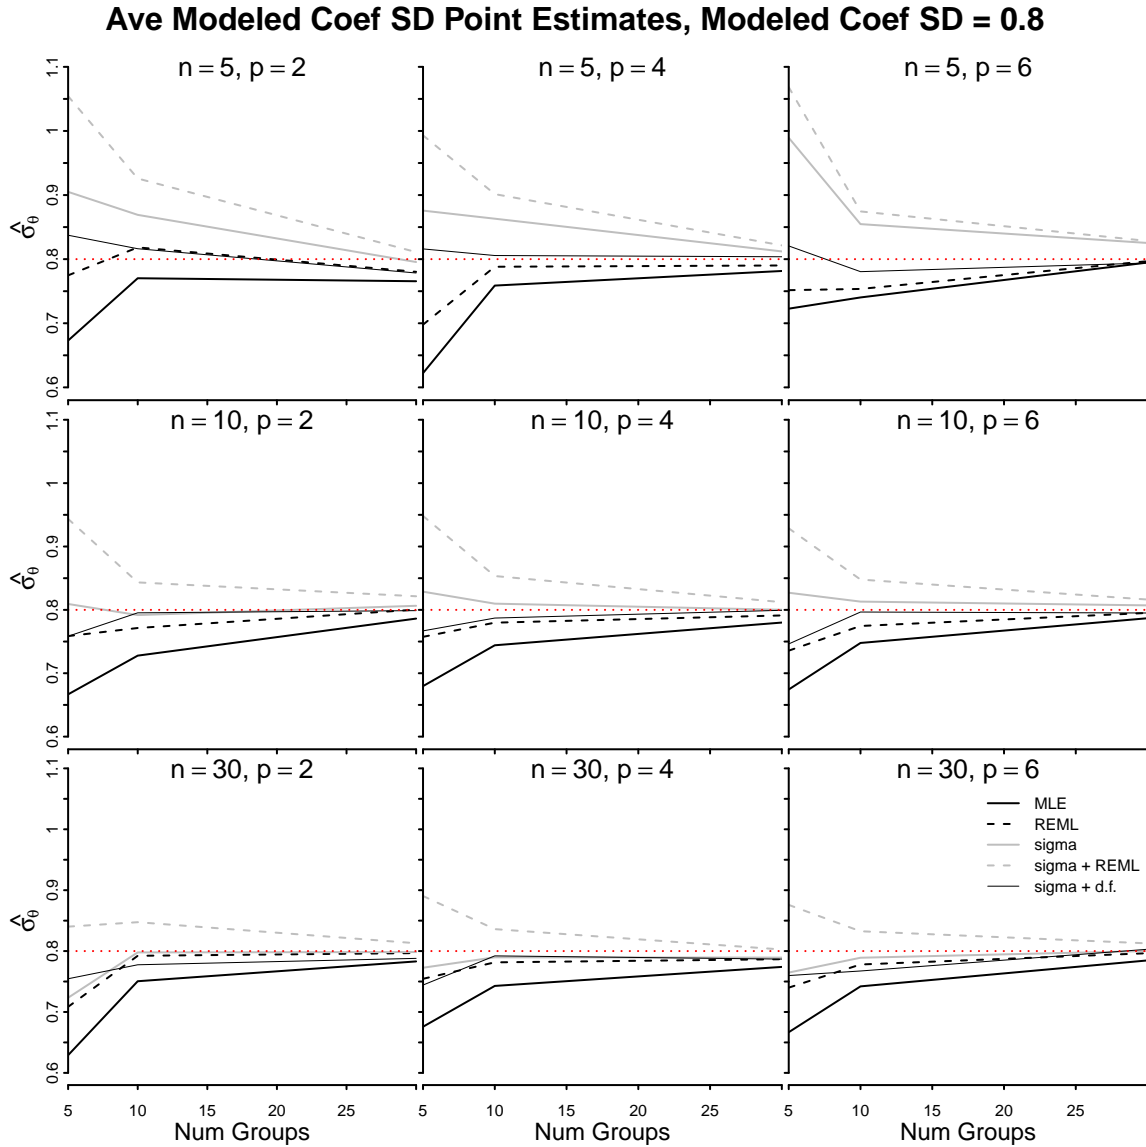 Ave Modeled Coef SD Point Estimates, Modeled Coef SD = 0.8
n = 5, p = 2
n = 5, p = 4
n = 5, p = 6
1.1
1
0.9
0.8
0.7
0.6
σ̂θ
n = 10, p = 2
n = 10, p = 4
n = 10, p = 6
1.1
1
0.9
0.8
0.7
0.6
σ̂θ
n = 30, p = 2
n = 30, p = 4
n = 30, p = 6
1.1
1
0.9
0.8
0.7
0.6
σ̂θ
MLE
REML
sigma
sigma + REML
sigma + d.f.
5 10 15 20 25
5 10 15 20 25
5 10 15 20 25
Num Groups
Num Groups
Num Groups